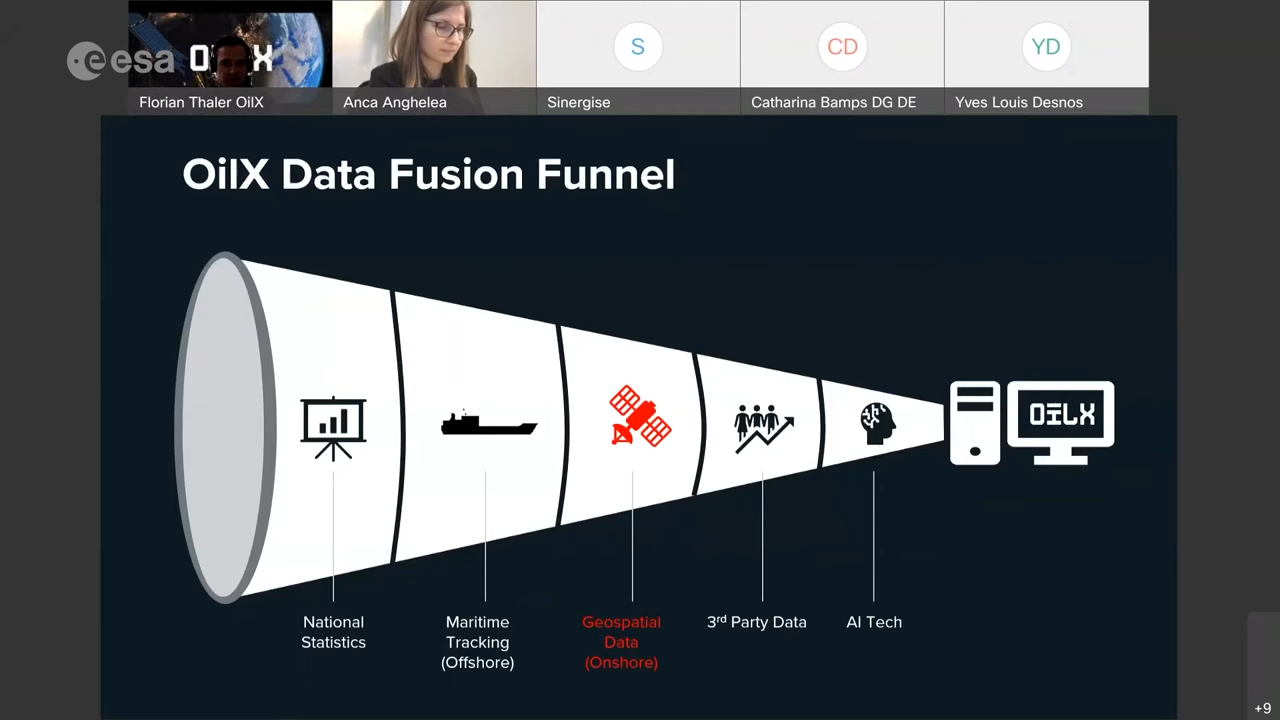 esa
OILX
S
CD
YD
Florian Thaler OilX
Anca Anghelea
Sinergise
Catharina Bamps DG DE
Yves Louis Desnos
OilX Data Fusion Funnel
OILX
National
Statistics
Maritime
Tracking
(Offshore)
Geospatial
Data
(Onshore)
3rd Party Data
AI Tech
+9